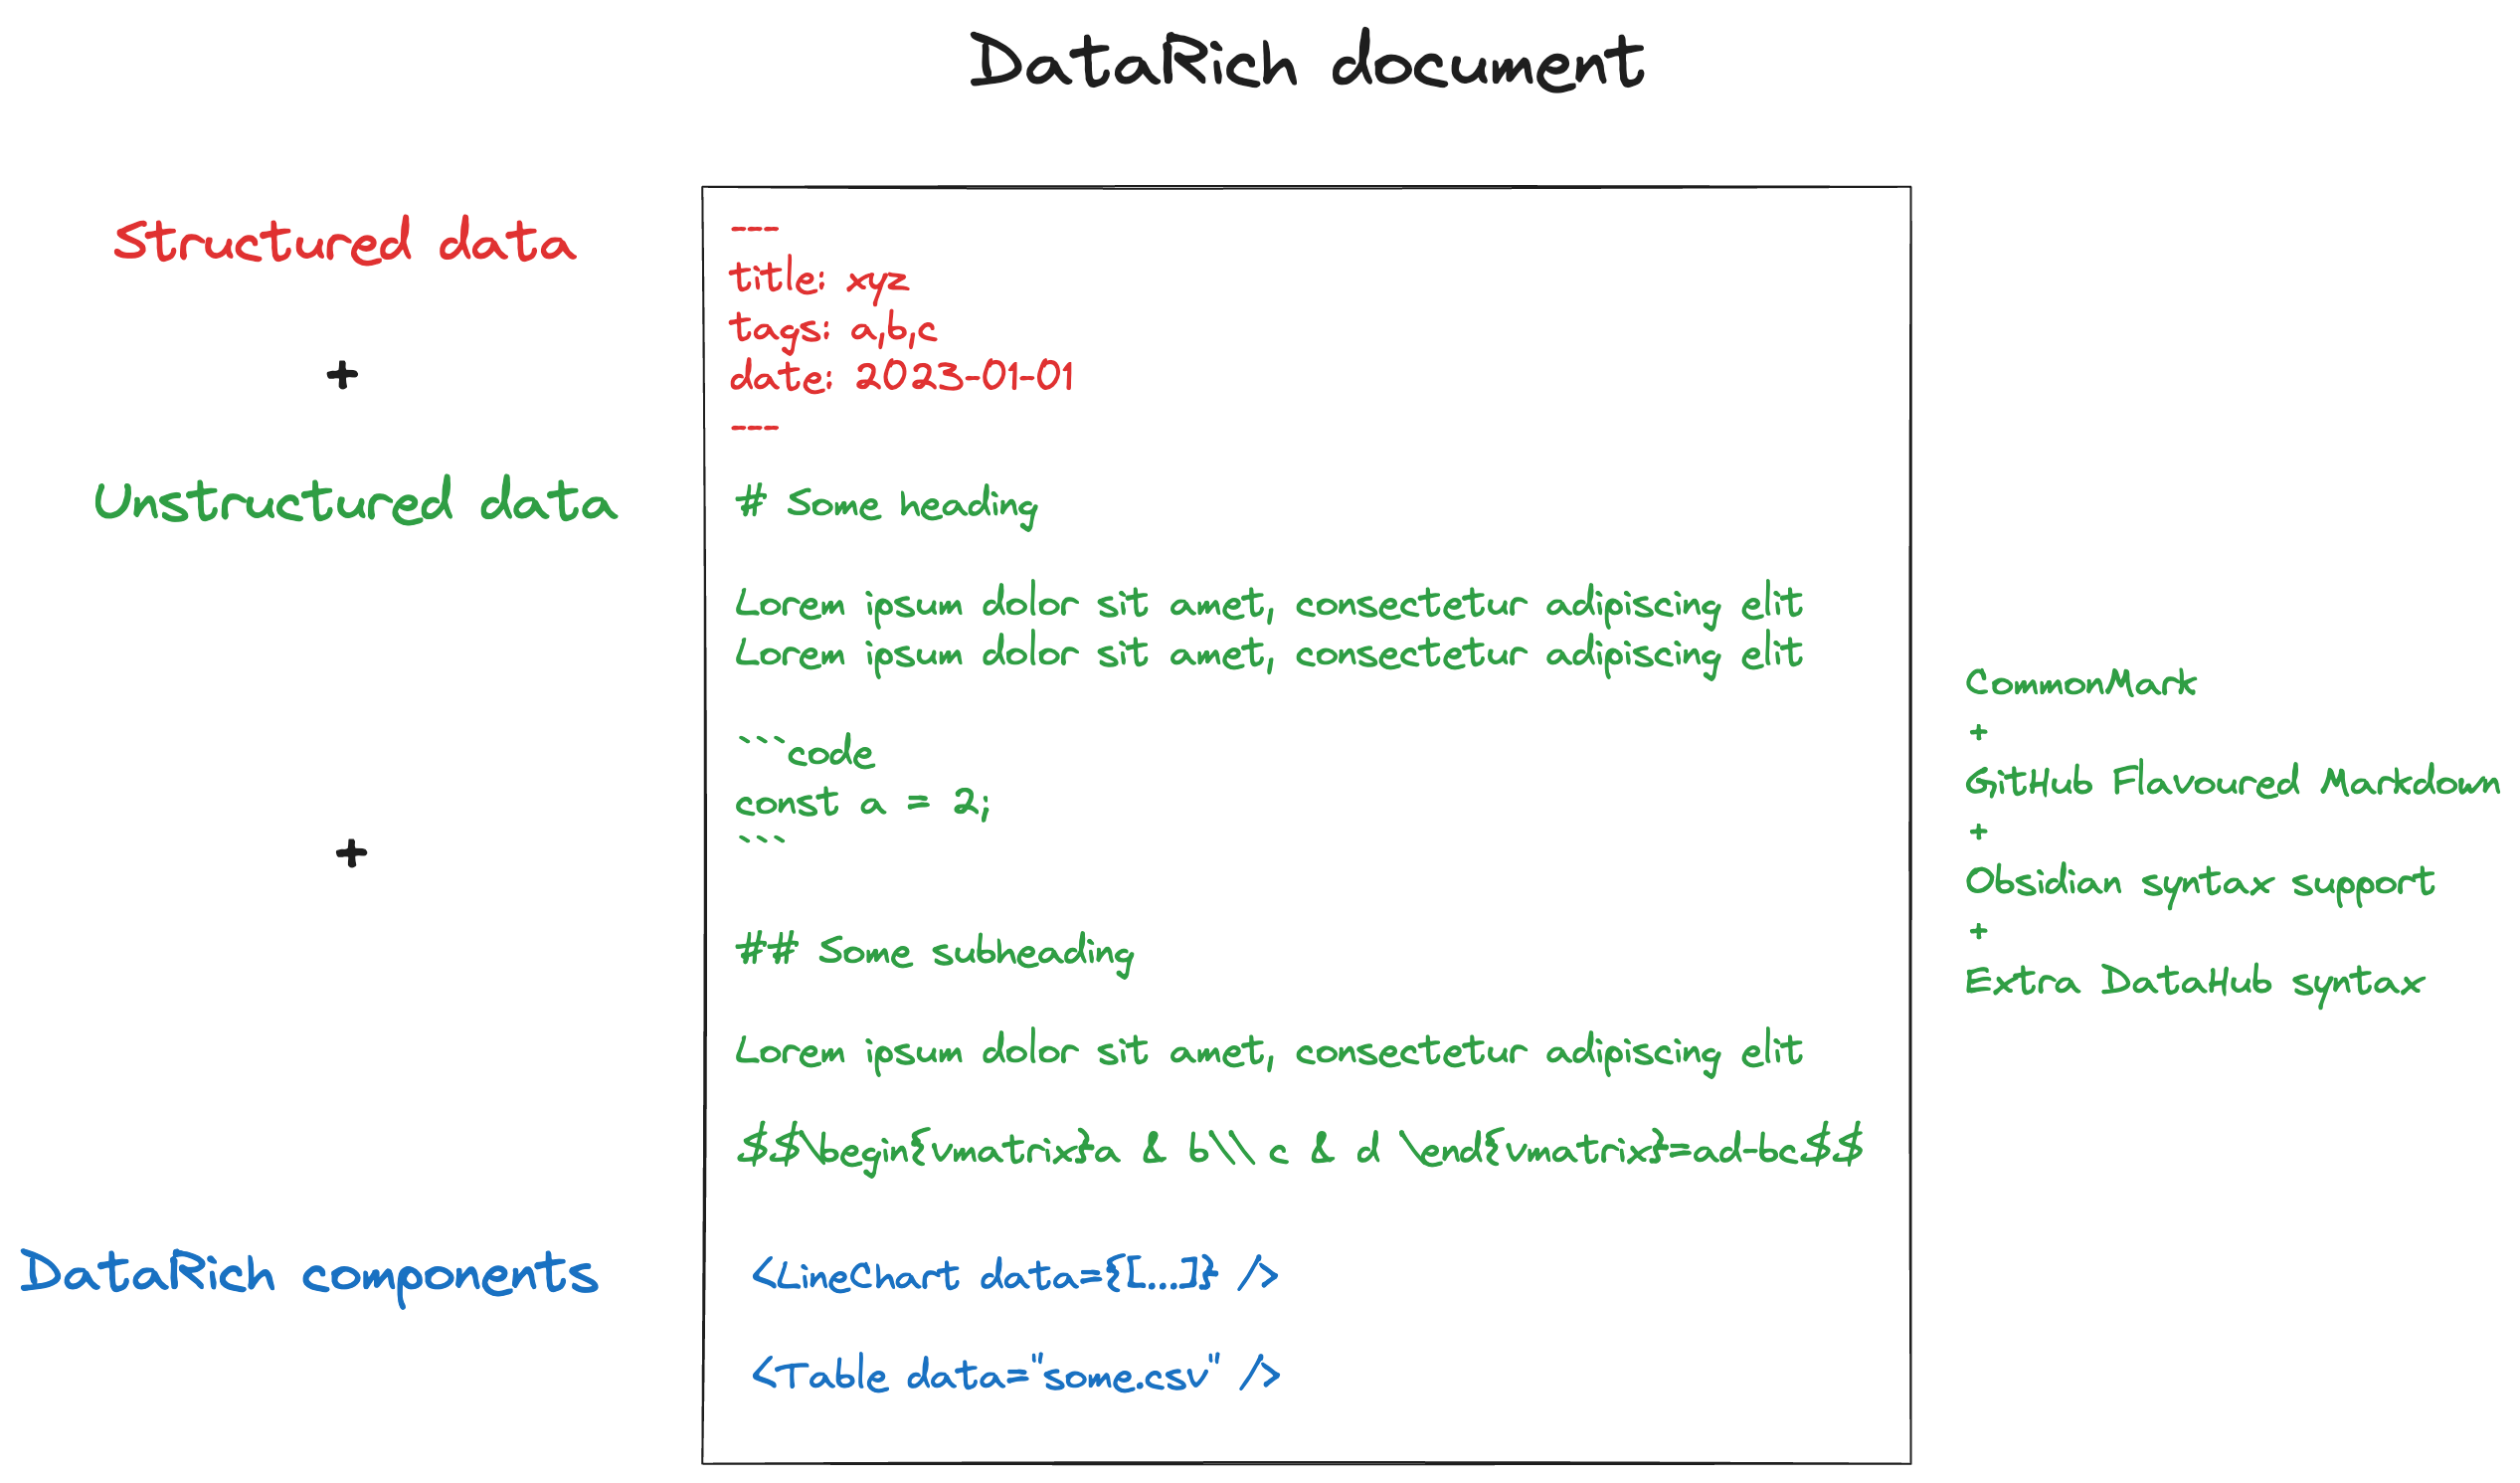 DataRich document
Structured data
+
Unstructured data
+
DataRich components
---
title: xyz
tags: a,b,c
date: 2023-01-01
---
# Some heading
Lorem ipsum dolor sit amet, consectetur adipiscing elit
Lorem ipsum dolor sit amet, consectetur adipiscing elit
```code
const a = 2;
```
## Some subheading
Lorem ipsum dolor sit amet, consectetur adipiscing elit
$$\begin{vmatrix}a & b\\ c & d \end{vmatrix}=ad-bc$$
<LineChart data={[....]} />
<Table data="some.csv" />
CommonMark
+
GitHub Flavoured Markdown
+
Obsidian syntax support
+
Extra DataHub syntax